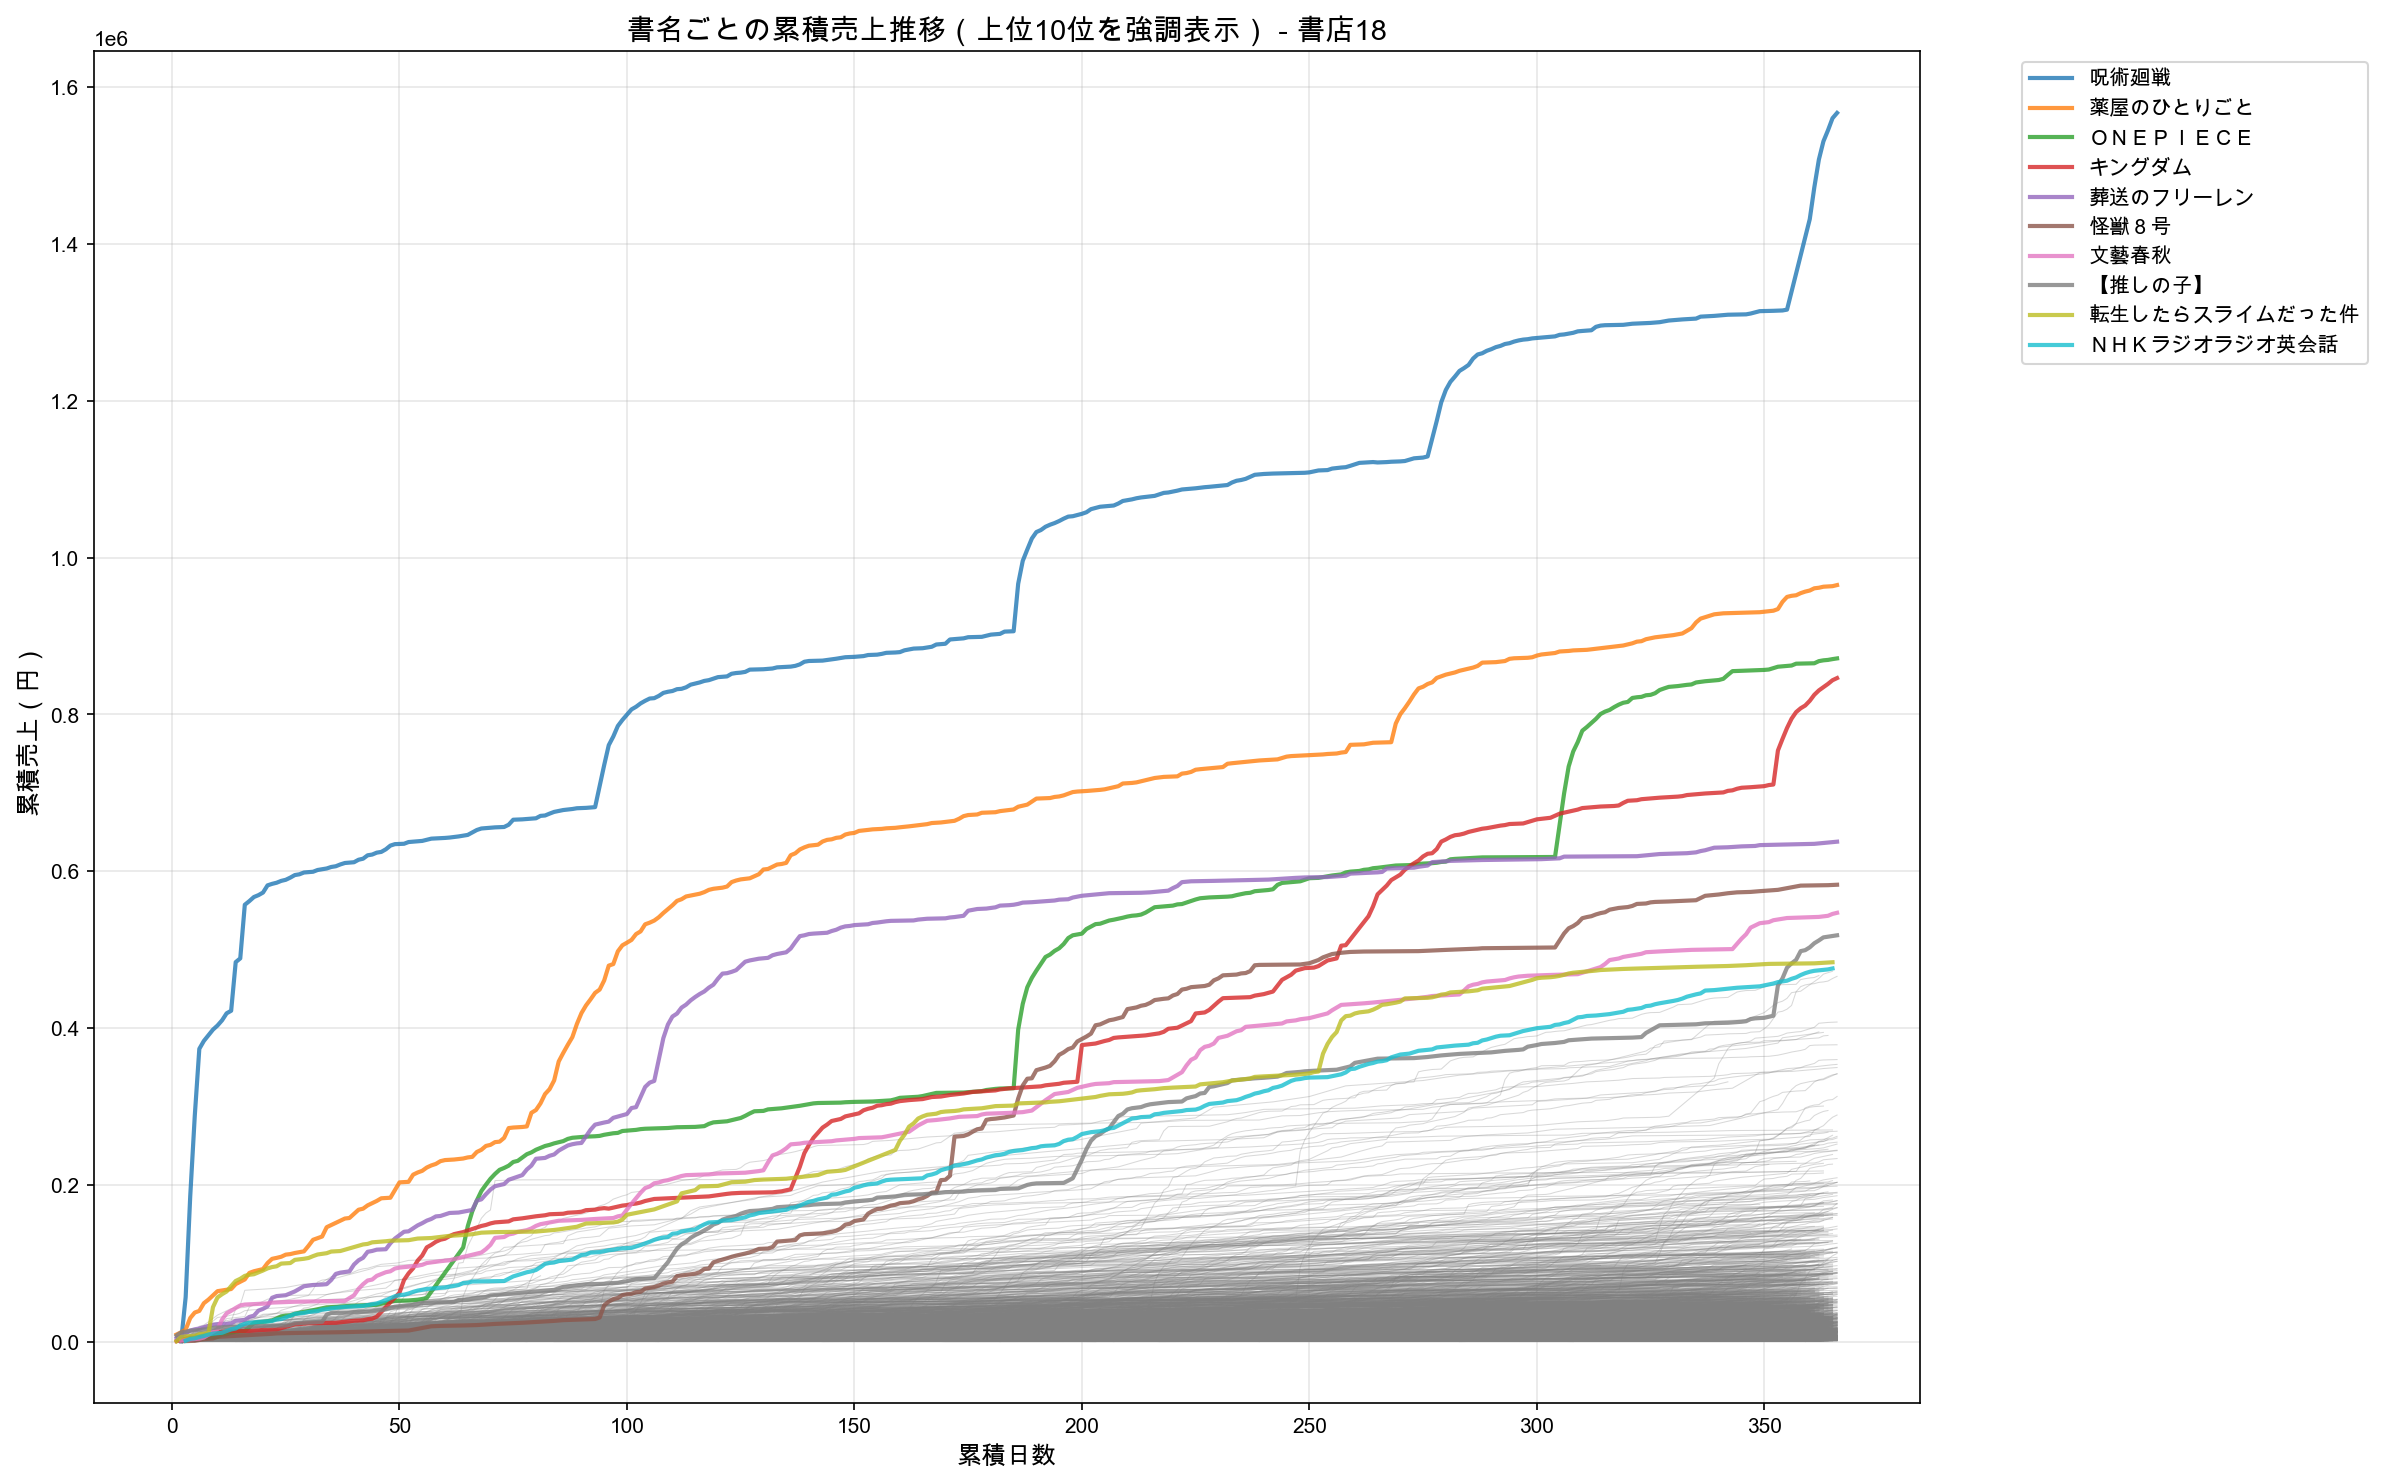 書名ごとの累積売上推移（上位10位を強調表示） - 書店18
1e6
1.6
1.4
1.2
1.0
0.8
0.6
0.4
0.2
0.0
累積売上（円）
0 50 100 150 200 250 300 350
累積日数
呪術廻戦
薬屋のひとりごと
ＯＮＥＰＩＥＣＥ
キングダム
葬送のフリーレン
怪獣８号
文藝春秋
【推しの子】
転生したらスライムだった件
ＮＨＫラジオラジオ英会話